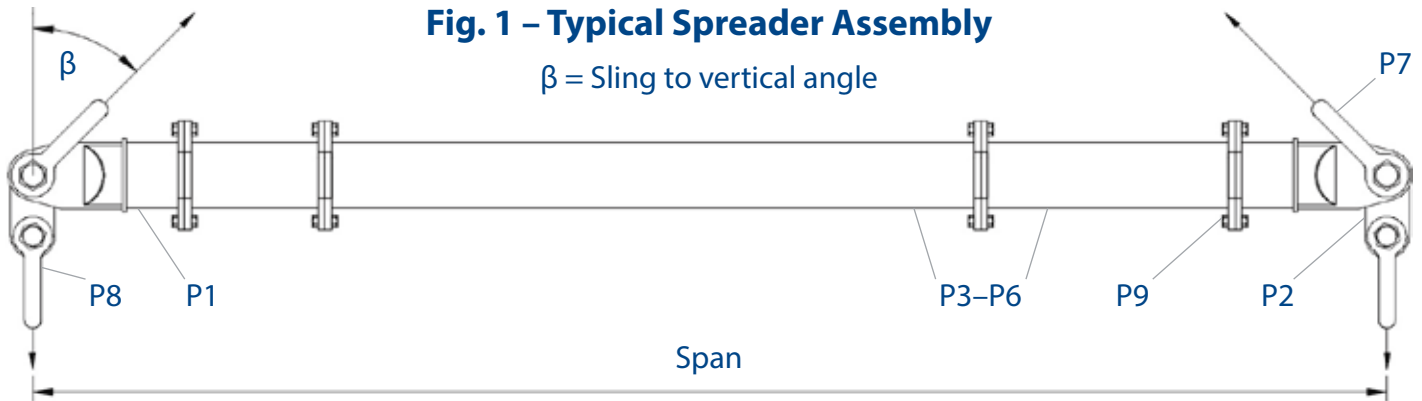 Fig. 1 – Typical Spreader Assembly
β = Sling to vertical angle
β
P7
P8
P1
P3–P6
P9
P2
Span